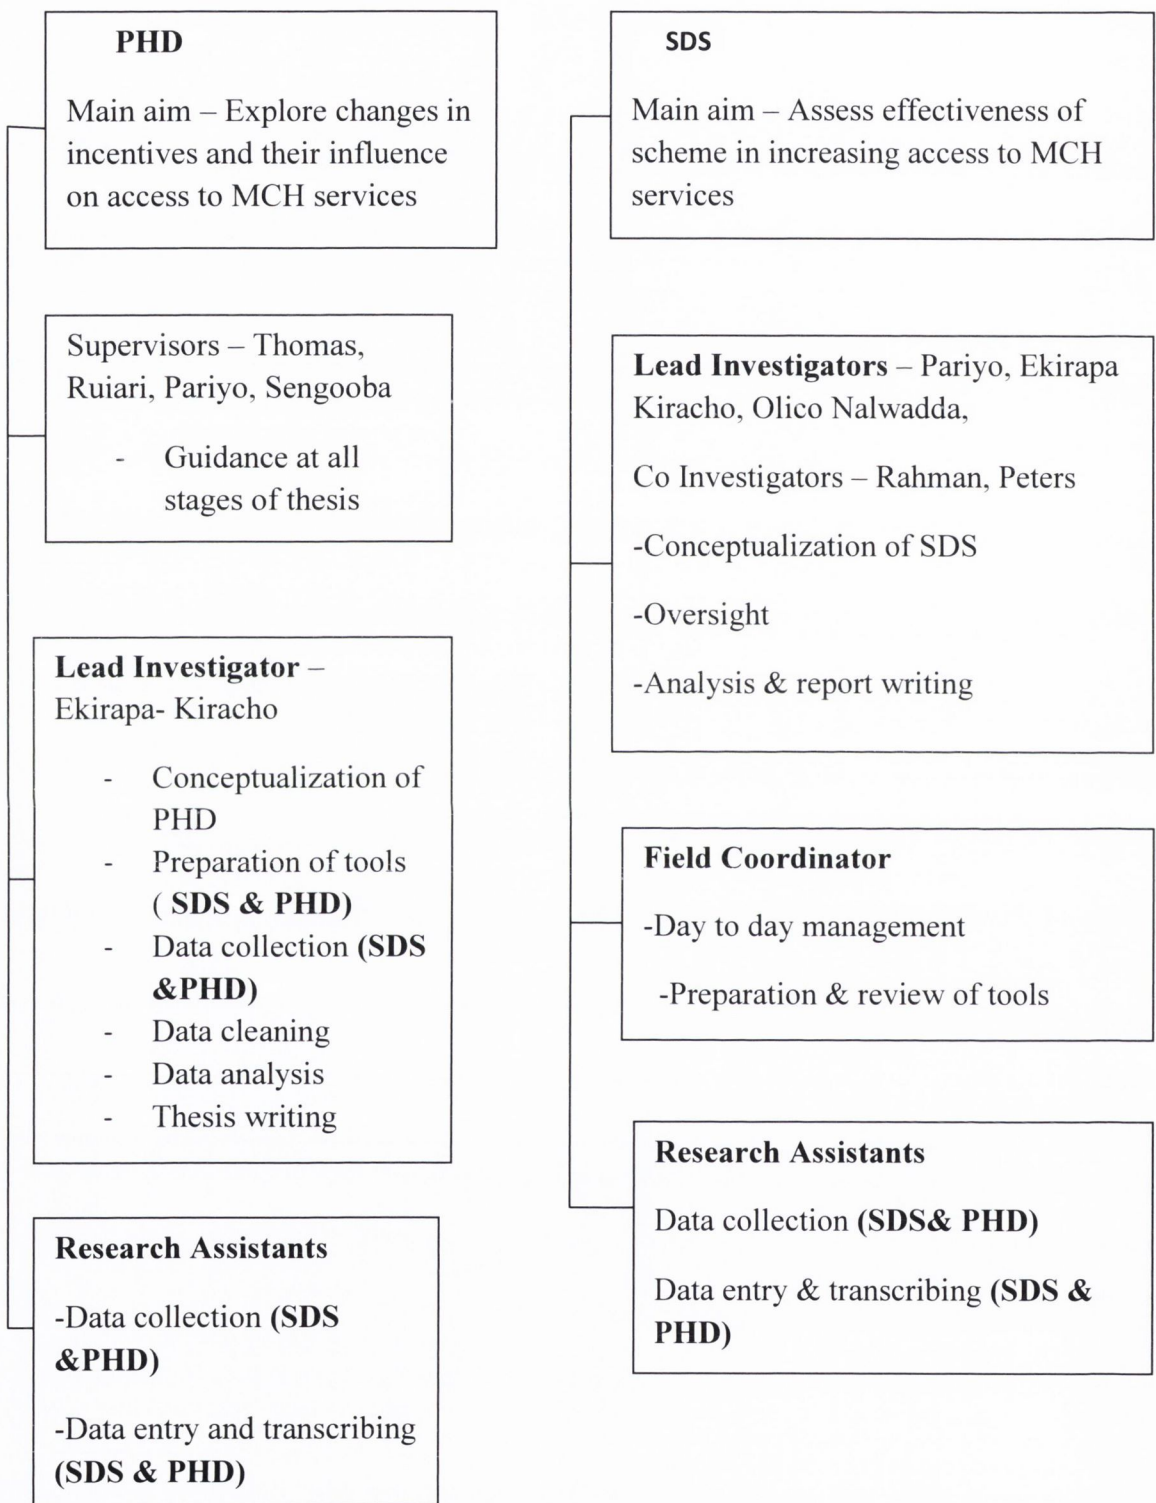 PHD
Main aim – Explore changes in
incentives and their influence
on access to MCH services
Supervisors – Thomas,
Ruiari, Pariyo, Sengooba
- Guidance at all
stages of thesis
Lead Investigator –
Ekirapa- Kiracho
- Conceptualization of
PHD
- Preparation of tools
( SDS & PHD)
- Data collection (SDS
&PHD)
- Data cleaning
- Data analysis
- Thesis writing
Research Assistants
-Data collection (SDS
&PHD)
-Data entry and transcribing
(SDS & PHD)
SDS
Main aim – Assess effectiveness of
scheme in increasing access to MCH
services
Lead Investigators – Pariyo, Ekirapa
Kiracho, Olico Nalwadda,
Co Investigators – Rahman, Peters
-Conceptualization of SDS
-Oversight
-Analysis & report writing
Field Coordinator
-Day to day management
-Preparation & review of tools
Research Assistants
Data collection (SDS& PHD)
Data entry & transcribing (SDS &
PHD)